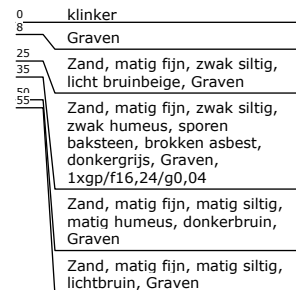 0 klinker
8 Graven
25 Zand, matig fijn, zwak siltig,
licht bruinbeige, Graven
35 Zand, matig fijn, zwak siltig,
zwak humeus, sporen
baksteen, brokken asbest,
donkergrijs, Graven,
1xgp/f16,24/g0,04
50 Zand, matig fijn, matig siltig,
matig humeus, donkerbruin,
Graven
55 Zand, matig fijn, matig siltig,
lichtbruin, Graven